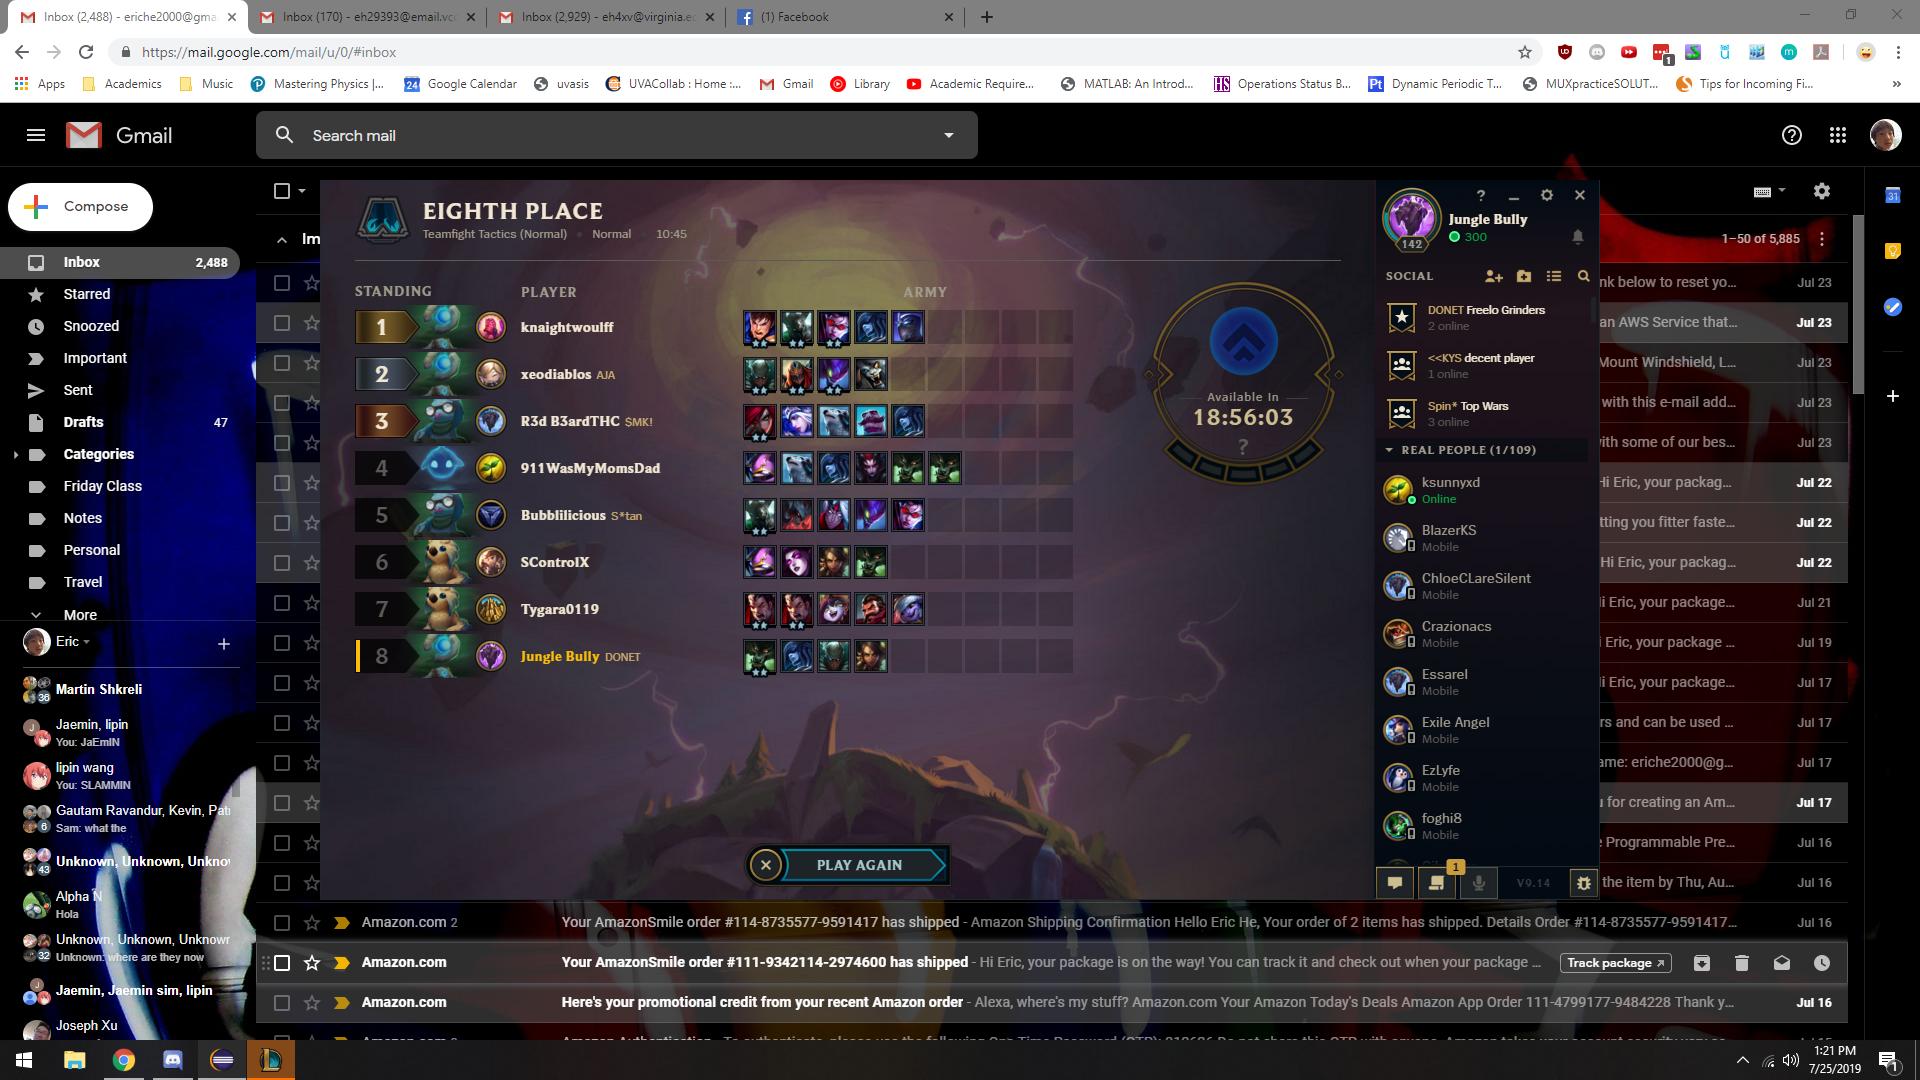 Inbox (2,488) - eriche2000@gma
Inbox (170) - eh29393@email.vc
Inbox (2,929) - eh4xv@virginia.e
(1) Facebook
https://mail.google.com/mail/u/0/#inbox
1
Apps
Academics
Music
Mastering Physics |...
24
Google Calendar
uvasis
UVACollab : Home :...
Gmail
Library
Academic Require...
MATLAB: An Introd...
HS
Operations Status B...
Pt
Dynamic Periodic T...
MUXpracticeSOLUT...
Tips for Incoming Fi...
»
Gmail
Search mail
Compose
Inbox 2,488
Starred
Snoozed
Important
Sent
Drafts 47
Categories
Friday Class
Notes
Personal
Travel
More
Eric
Martin Shkreli
36
Jaemin, lipin
You: JaEmIN
lipin wang
You: SLAMMIN
Gautam Ravandur, Kevin, Pat
6
Sam: what the
Unknown, Unknown, Unkno
43
Alpha N
Hola
Unknown, Unknown, Unknown
32
Unknown: where are they now
Jaemin, Jaemin sim, lipin
Joseph Xu
Im
EIGHTH PLACE
Teamfight Tactics (Normal) • Normal • 10:45
STANDING PLAYER ARMY
1 knaightwoulff
2 xeodiablos AJA
3 R3d B3ardTHC $MK!
4 911WasMyMomsDad
5 Bubblilicious S*tan
6 SControlX
7 Tygara0119
8 Jungle Bully DONET
Available In
18:56:03
?
PLAY AGAIN
?
Jungle Bully
300
142
SOCIAL
DONET Freelo Grinders
2 online
<<KYS decent player
1 online
Spin* Top Wars
3 online
REAL PEOPLE (1/109)
ksunnyxd
Online
BlazerKS
Mobile
ChloeCLareSilent
Mobile
Crazionacs
Mobile
Essarel
Mobile
Exile Angel
Mobile
EzLyfe
Mobile
foghi8
Mobile
1
V9.14
1–50 of 5,885
31
nk below to reset yo... Jul 23
an AWS Service that... Jul 23
Mount Windshield, L... Jul 23
with this e-mail add... Jul 23
with some of our bes... Jul 23
Hi Eric, your packag... Jul 22
tting you fitter faste... Jul 22
Hi Eric, your packag... Jul 22
i Eric, your package... Jul 21
i Eric, your package ... Jul 19
i Eric, your package... Jul 17
rs and can be used ... Jul 17
ame: eriche2000@g... Jul 17
u for creating an Am... Jul 17
Programmable Pre... Jul 16
the item by Thu, Au... Jul 16
Amazon.com 2 Your AmazonSmile order #114-8735577-9591417 has shipped - Amazon Shipping Confirmation Hello Eric He, Your order of 2 items has shipped. Details Order #114-8735577-9591417... Jul 16
Amazon.com Your AmazonSmile order #111-9342114-2974600 has shipped - Hi Eric, your package is on the way! You can track it and check out when your package ... Track package
Amazon.com Here's your promotional credit from your recent Amazon order - Alexa, where's my stuff? Amazon.com Your Amazon Today's Deals Amazon App Order 111-4799177-9484228 Thank y... Jul 16
1:21 PM
7/25/2019
1